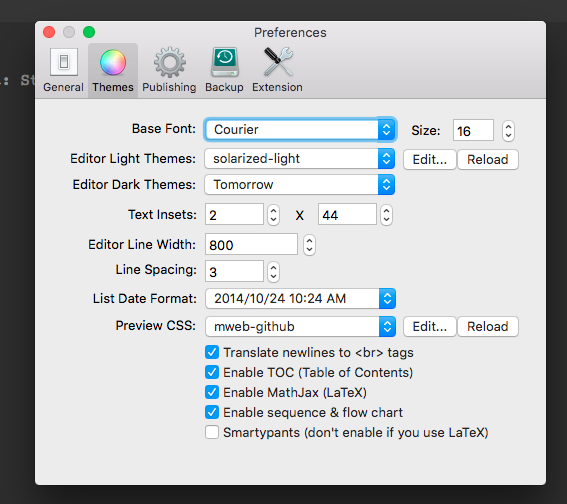 Preferences
General Themes Publishing Backup Extension
: St
Base Font: Courier Size: 16
Editor Light Themes: solarized-light Edit... Reload
Editor Dark Themes: Tomorrow
Text Insets: 2 X 44
Editor Line Width: 800
Line Spacing: 3
List Date Format: 2014/10/24 10:24 AM
Preview CSS: mweb-github Edit... Reload
Translate newlines to <br> tags
Enable TOC (Table of Contents)
Enable MathJax (LaTeX)
Enable sequence & flow chart
Smartypants (don't enable if you use LaTeX)